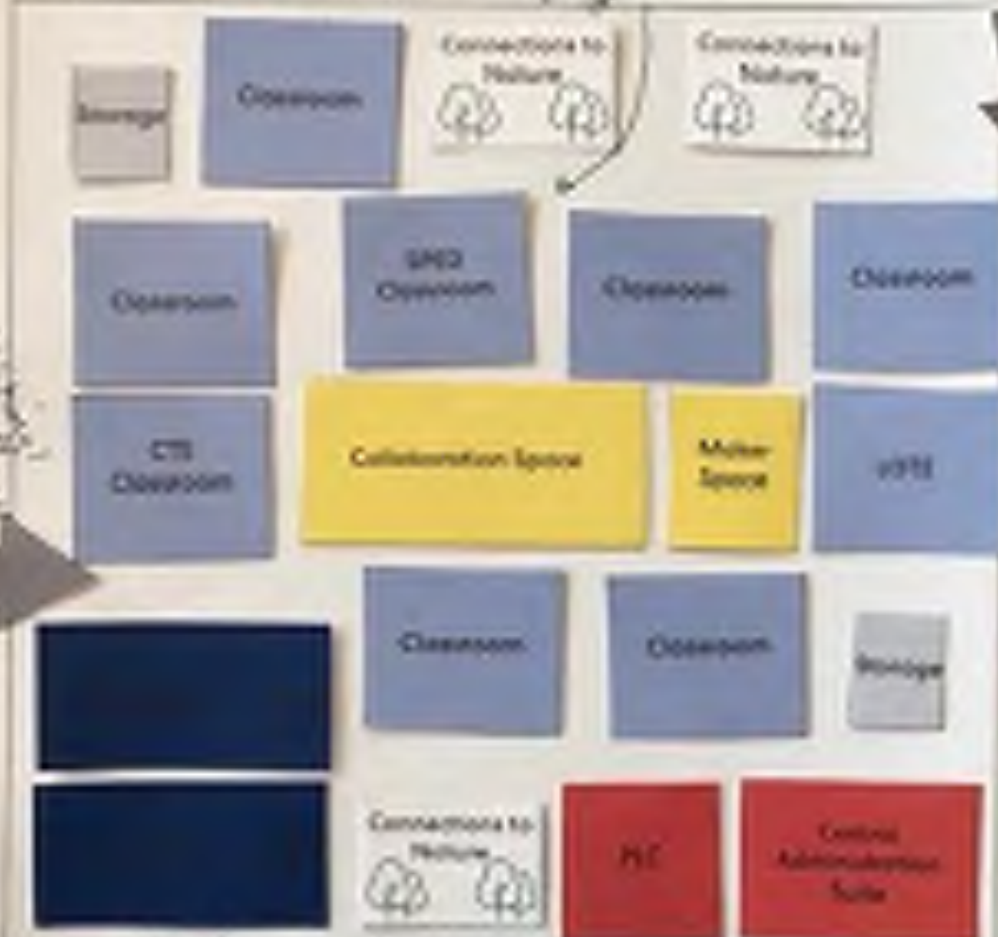 Connections to
Nature
Connections to
Nature
Storage
Classroom
Classroom
SPED
Classroom
Classroom
Classroom
CTE
Classroom
Collaboration Space
Maker
Space
Classroom
Classroom
Storage
Connections to
Nature
PLC
Central
Administration
Suite